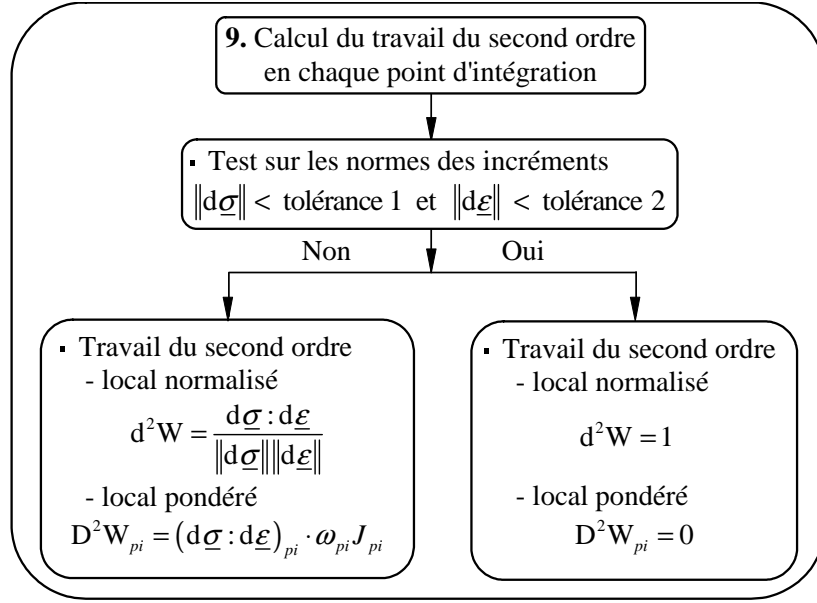 9. Calcul du travail du second ordre
en chaque point d'intégration
▪ Test sur les normes des incréments
‖dσ‖ < tolérance 1 et ‖dε‖ < tolérance 2
Non Oui
▪ Travail du second ordre
- local normalisé
d²W = dσ : dε / ‖dσ‖ ‖dε‖
- local pondéré
D²W_pi = (dσ : dε)_pi · ω_pi J_pi
▪ Travail du second ordre
- local normalisé
d²W = 1
- local pondéré
D²W_pi = 0